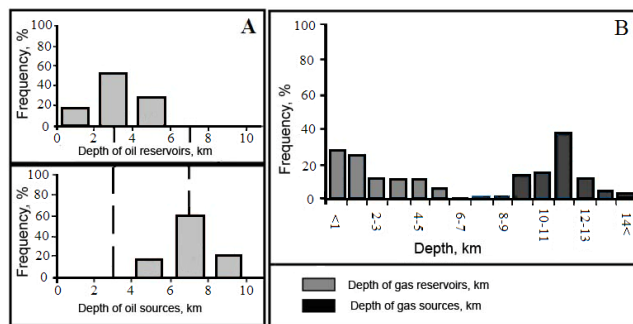 A
Frequency, %
100
80
60
40
20
0
0 2 4 6 8 10
Depth of oil reservoirs, km
Frequency, %
100
80
60
40
20
0
0 2 4 6 8 10
Depth of oil sources, km
B
Frequency, %
100
80
60
40
20
0
<1 2-3 4-5 6-7 8-9 10-11 12-13 14<
Depth, km
Depth of gas reservoirs, km
Depth of gas sources, km